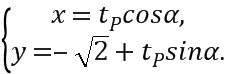 x = t_P cosα,
y = –√2 + t_P sinα.